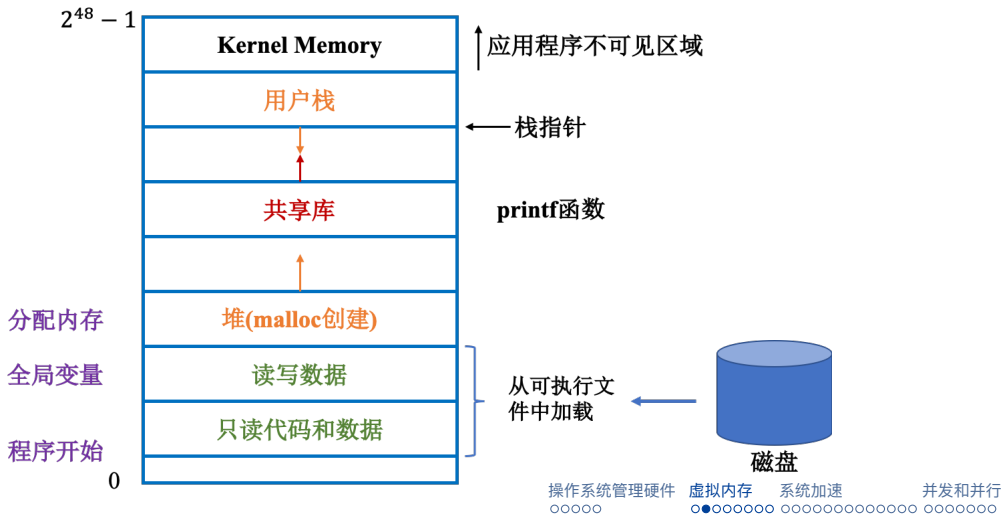 2^48 − 1
Kernel Memory
应用程序不可见区域
用户栈
栈指针
共享库
printf函数
分配内存
堆(malloc创建)
全局变量
读写数据
从可执行文
件中加载
只读代码和数据
程序开始
磁盘
0
操作系统管理硬件 虚拟内存 系统加速 并发和并行